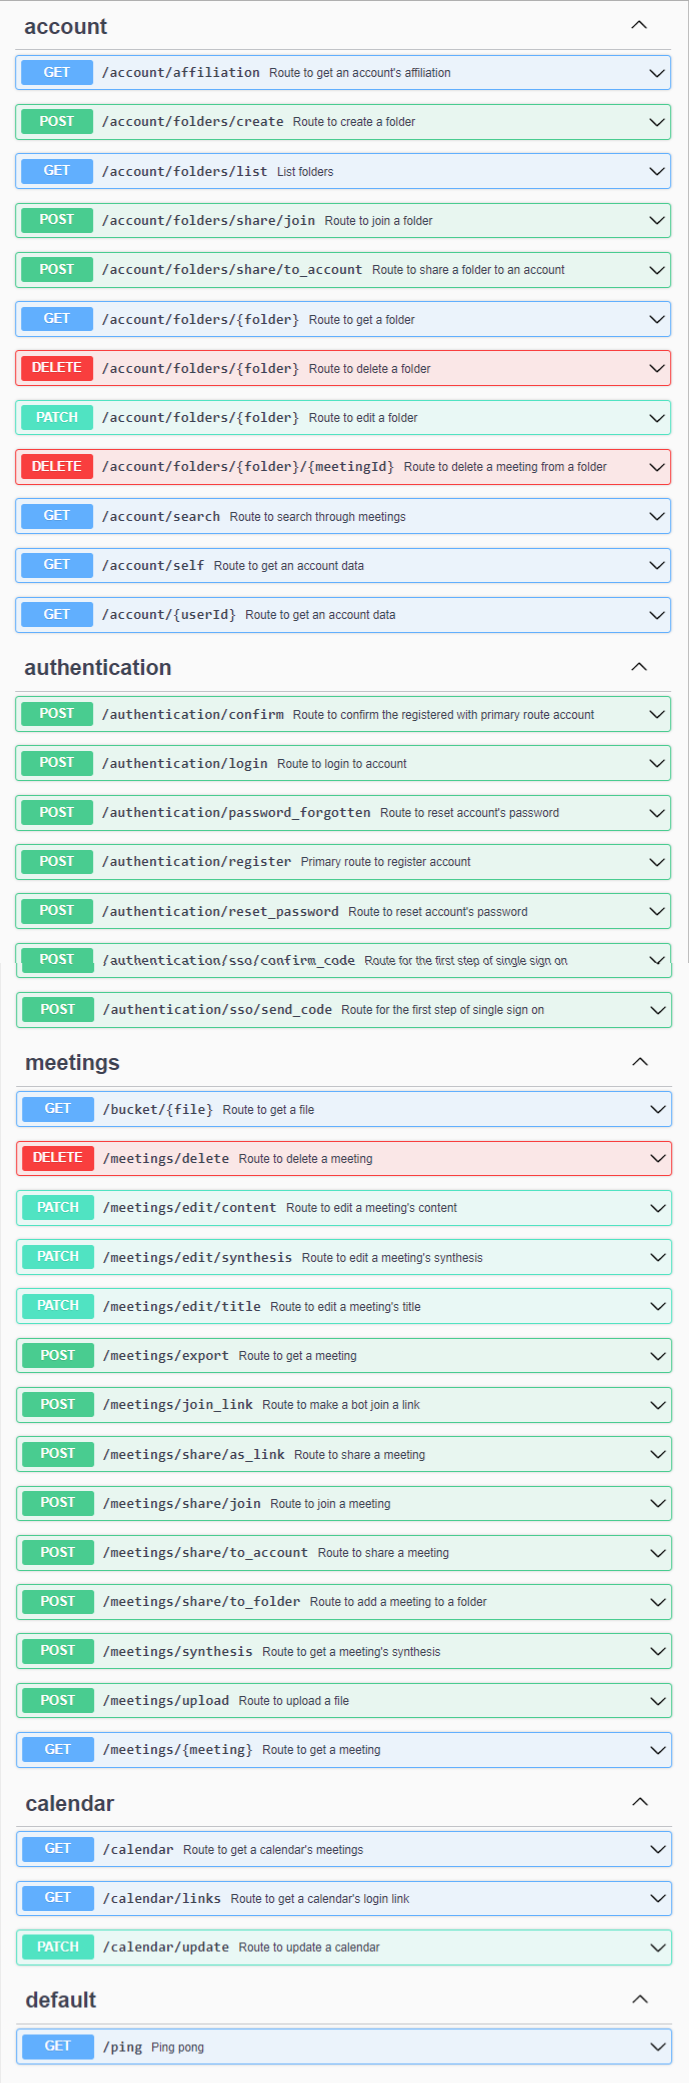 account
GET /account/affiliation Route to get an account's affiliation
POST /account/folders/create Route to create a folder
GET /account/folders/list List folders
POST /account/folders/share/join Route to join a folder
POST /account/folders/share/to_account Route to share a folder to an account
GET /account/folders/{folder} Route to get a folder
DELETE /account/folders/{folder} Route to delete a folder
PATCH /account/folders/{folder} Route to edit a folder
DELETE /account/folders/{folder}/{meetingId} Route to delete a meeting from a folder
GET /account/search Route to search through meetings
GET /account/self Route to get an account data
GET /account/{userId} Route to get an account data
authentication
POST /authentication/confirm Route to confirm the registered with primary route account
POST /authentication/login Route to login to account
POST /authentication/password_forgotten Route to reset account's password
POST /authentication/register Primary route to register account
POST /authentication/reset_password Route to reset account's password
POST /authentication/sso/confirm_code Route for the first step of single sign on
POST /authentication/sso/send_code Route for the first step of single sign on
meetings
GET /bucket/{file} Route to get a file
DELETE /meetings/delete Route to delete a meeting
PATCH /meetings/edit/content Route to edit a meeting's content
PATCH /meetings/edit/synthesis Route to edit a meeting's synthesis
PATCH /meetings/edit/title Route to edit a meeting's title
POST /meetings/export Route to get a meeting
POST /meetings/join_link Route to make a bot join a link
POST /meetings/share/as_link Route to share a meeting
POST /meetings/share/join Route to join a meeting
POST /meetings/share/to_account Route to share a meeting
POST /meetings/share/to_folder Route to add a meeting to a folder
POST /meetings/synthesis Route to get a meeting's synthesis
POST /meetings/upload Route to upload a file
GET /meetings/{meeting} Route to get a meeting
calendar
GET /calendar Route to get a calendar's meetings
GET /calendar/links Route to get a calendar's login link
PATCH /calendar/update Route to update a calendar
default
GET /ping Ping pong